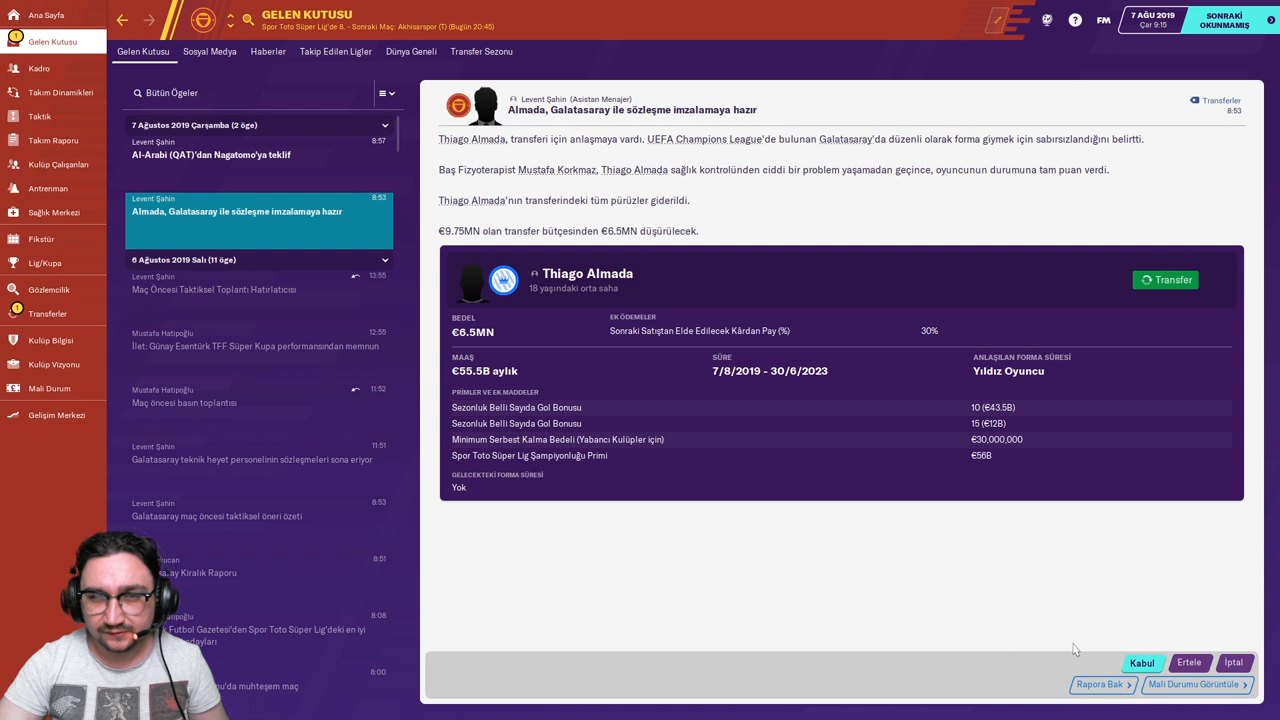 Ana Sayfa
1
Gelen Kutusu
Kadro
Takım Dinamikleri
Taktik
Takım Raporu
Kulüp Çalışanları
Antrenman
Sağlık Merkezi
Fikstür
Lig/Kupa
Gözlemcilik
1
Transferler
Kulüp Bilgisi
Kulüp Vizyonu
Mali Durum
Gelişim Merkezi
GELEN KUTUSU
Spor Toto Süper Lig'de 8. - Sonraki Maç: Akhisarspor (T) (Bugün 20:45)
FM
7 AĞU 2019
Çar 9:15
SONRAKİ
OKUNMAMIŞ
Gelen Kutusu Sosyal Medya Haberler Takip Edilen Ligler Dünya Geneli Transfer Sezonu
Bütün Ögeler
7 Ağustos 2019 Çarşamba (2 öge)
Levent Şahin 8:57
Al-Arabi (QAT)'dan Nagatomo'ya teklif
Levent Şahin 8:53
Almada, Galatasaray ile sözleşme imzalamaya hazır
6 Ağustos 2019 Salı (11 öge)
Levent Şahin 13:55
Maç Öncesi Taktiksel Toplantı Hatırlatıcısı
Mustafa Hatipoğlu 12:55
İlet: Günay Esentürk TFF Süper Kupa performansından memnun
Mustafa Hatipoğlu 11:52
Maç öncesi basın toplantısı
Levent Şahin 11:51
Galatasaray teknik heyet personelinin sözleşmeleri sona eriyor
Levent Şahin 8:53
Galatasaray maç öncesi taktiksel öneri özeti
8:51
Kiralık Raporu
8:08
Futbol Gazetesi'den Spor Toto Süper Lig'deki en iyi
8:00
muhteşem maç
Levent Şahin (Asistan Menajer)
Almada, Galatasaray ile sözleşme imzalamaya hazır
Transferler
8:53
Thiago Almada, transferi için anlaşmaya vardı. UEFA Champions League'de bulunan Galatasaray'da düzenli olarak forma giymek için sabırsızlandığını belirtti.
Baş Fizyoterapist Mustafa Korkmaz, Thiago Almada sağlık kontrolünden ciddi bir problem yaşamadan geçince, oyuncunun durumuna tam puan verdi.
Thiago Almada'nın transferindeki tüm pürüzler giderildi.
€9.75MN olan transfer bütçesinden €6.5MN düşürülecek.
Thiago Almada
18 yaşındaki orta saha
Transfer
BEDEL
€6.5MN
EK ÖDEMELER
Sonraki Satıştan Elde Edilecek Kârdan Pay (%) 30%
MAAŞ
€55.5B aylık
SÜRE
7/8/2019 - 30/6/2023
ANLAŞILAN FORMA SÜRESİ
Yıldız Oyuncu
PRİMLER VE EK MADDELER
Sezonluk Belli Sayıda Gol Bonusu 10 (€43.5B)
Sezonluk Belli Sayıda Gol Bonusu 15 (€12B)
Minimum Serbest Kalma Bedeli (Yabancı Kulüpler için) €30,000,000
Spor Toto Süper Lig Şampiyonluğu Primi €56B
GELECEKTEKİ FORMA SÜRESİ
Yok
Kabul Ertele İptal
Rapora Bak Mali Durumu Görüntüle